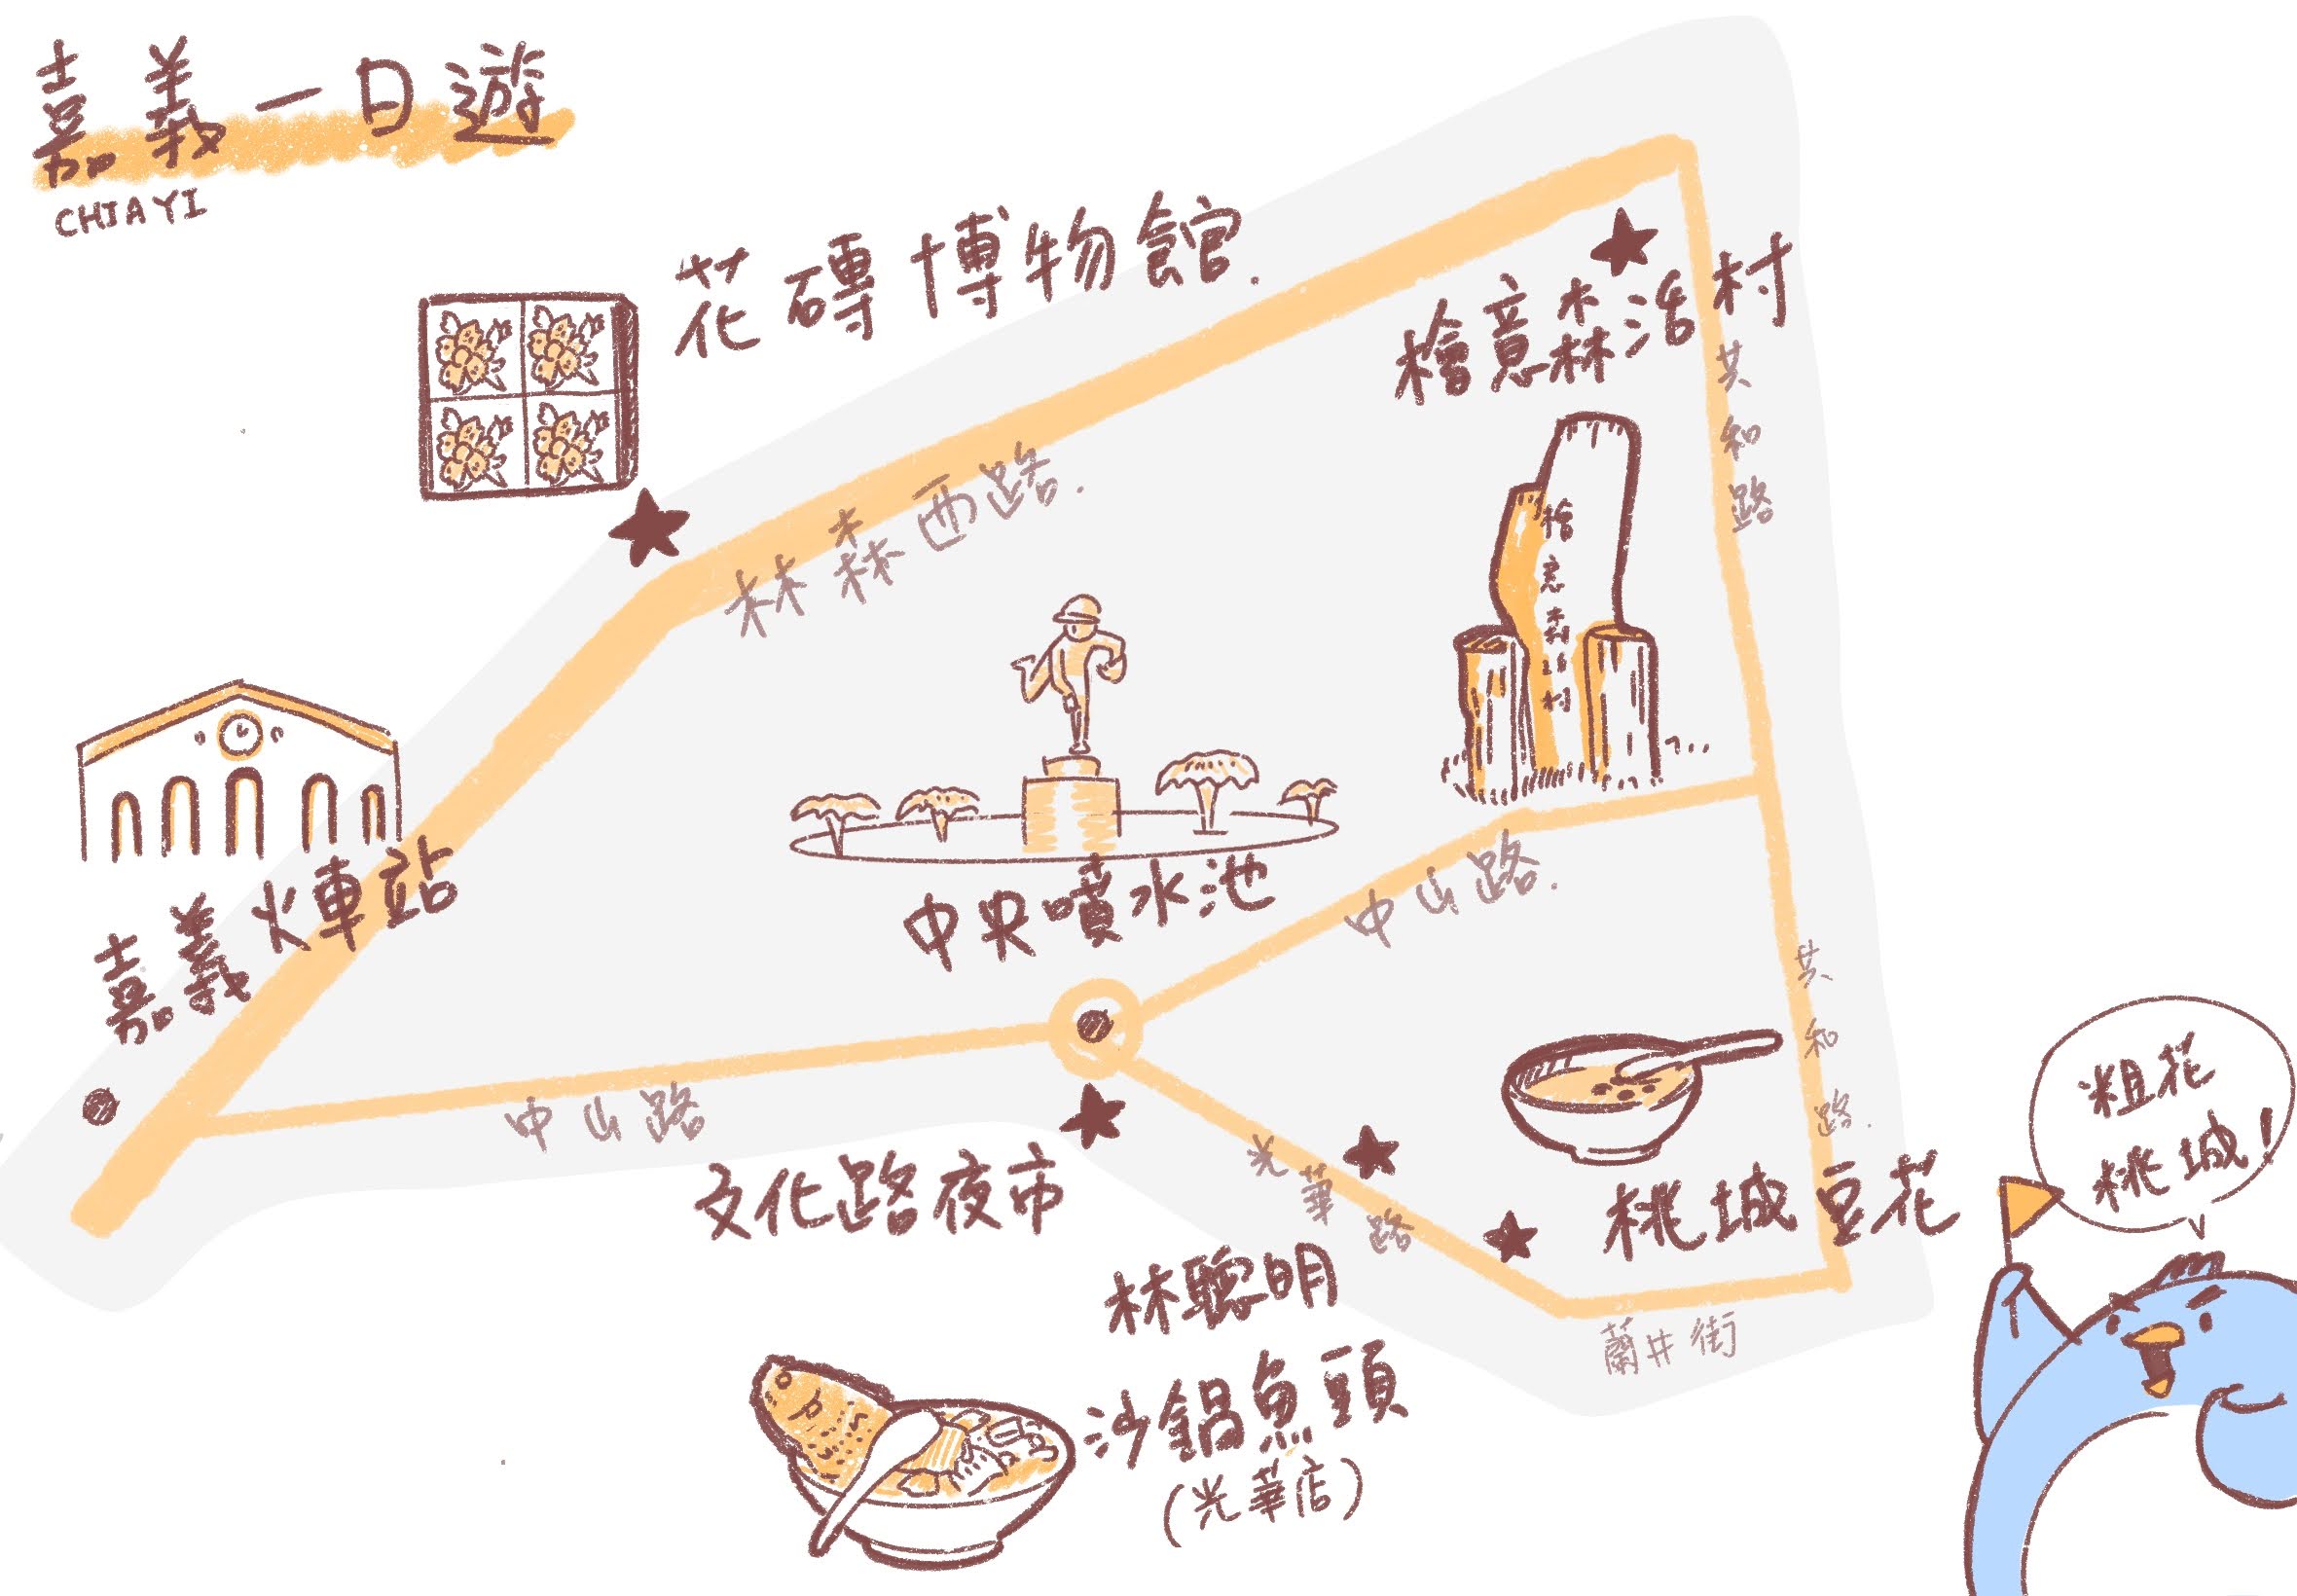 嘉義一日遊
CHIAYI
花磚博物館.
檜意森活村
共和路
林森西路.
檜意森活村
嘉義火車站
中央噴水池
中山路.
共和路.
中山路
文化路夜市
光華路
桃城豆花
粗花
桃城!
林聰明
沙鍋魚頭
(光華店)
蘭井街